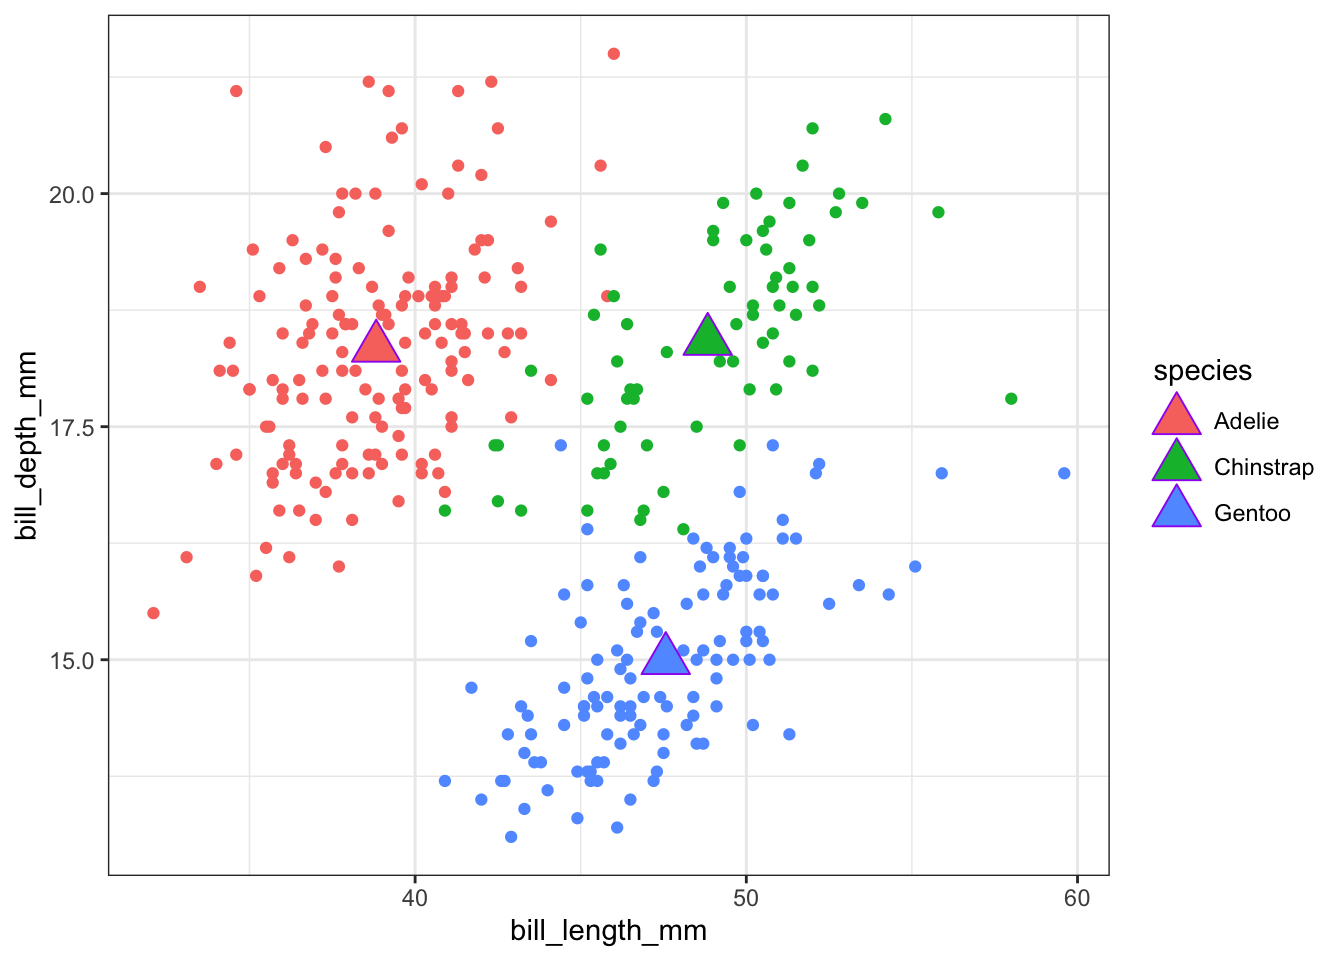 20.0
17.5
15.0
bill_depth_mm
40
50
60
bill_length_mm
species
Adelie
Chinstrap
Gentoo